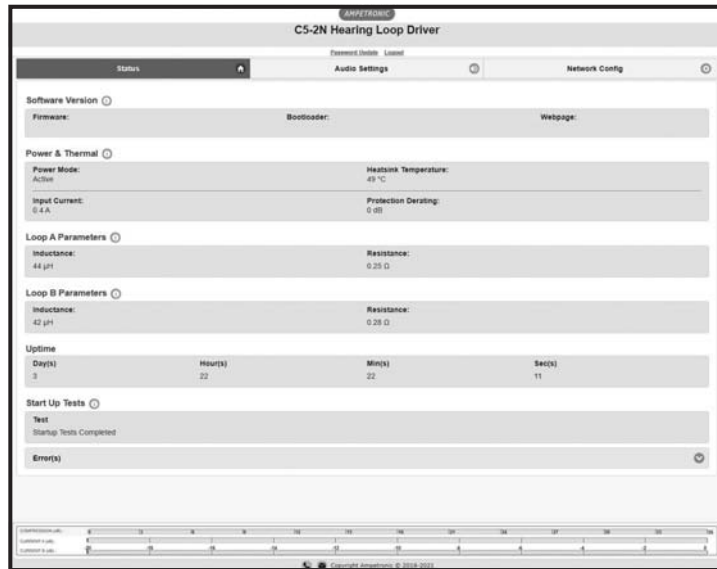 AMPETRONIC
C5-2N Hearing Loop Driver
Password Update Logout
Status Audio Settings Network Config
Software Version
Firmware: Bootloader: Webpage:
Power & Thermal
Power Mode: Heatsink Temperature:
Active 49 °C
Input Current: Protection Derating:
0.4 A 0 dB
Loop A Parameters
Inductance: Resistance:
44 µH 0.25 Ω
Loop B Parameters
Inductance: Resistance:
42 µH 0.28 Ω
Uptime
Day(s) Hour(s) Min(s) Sec(s)
3 22 22 11
Start Up Tests
Test
Startup Tests Completed
Error(s)
Copyright Ampetronic © 2018-2021